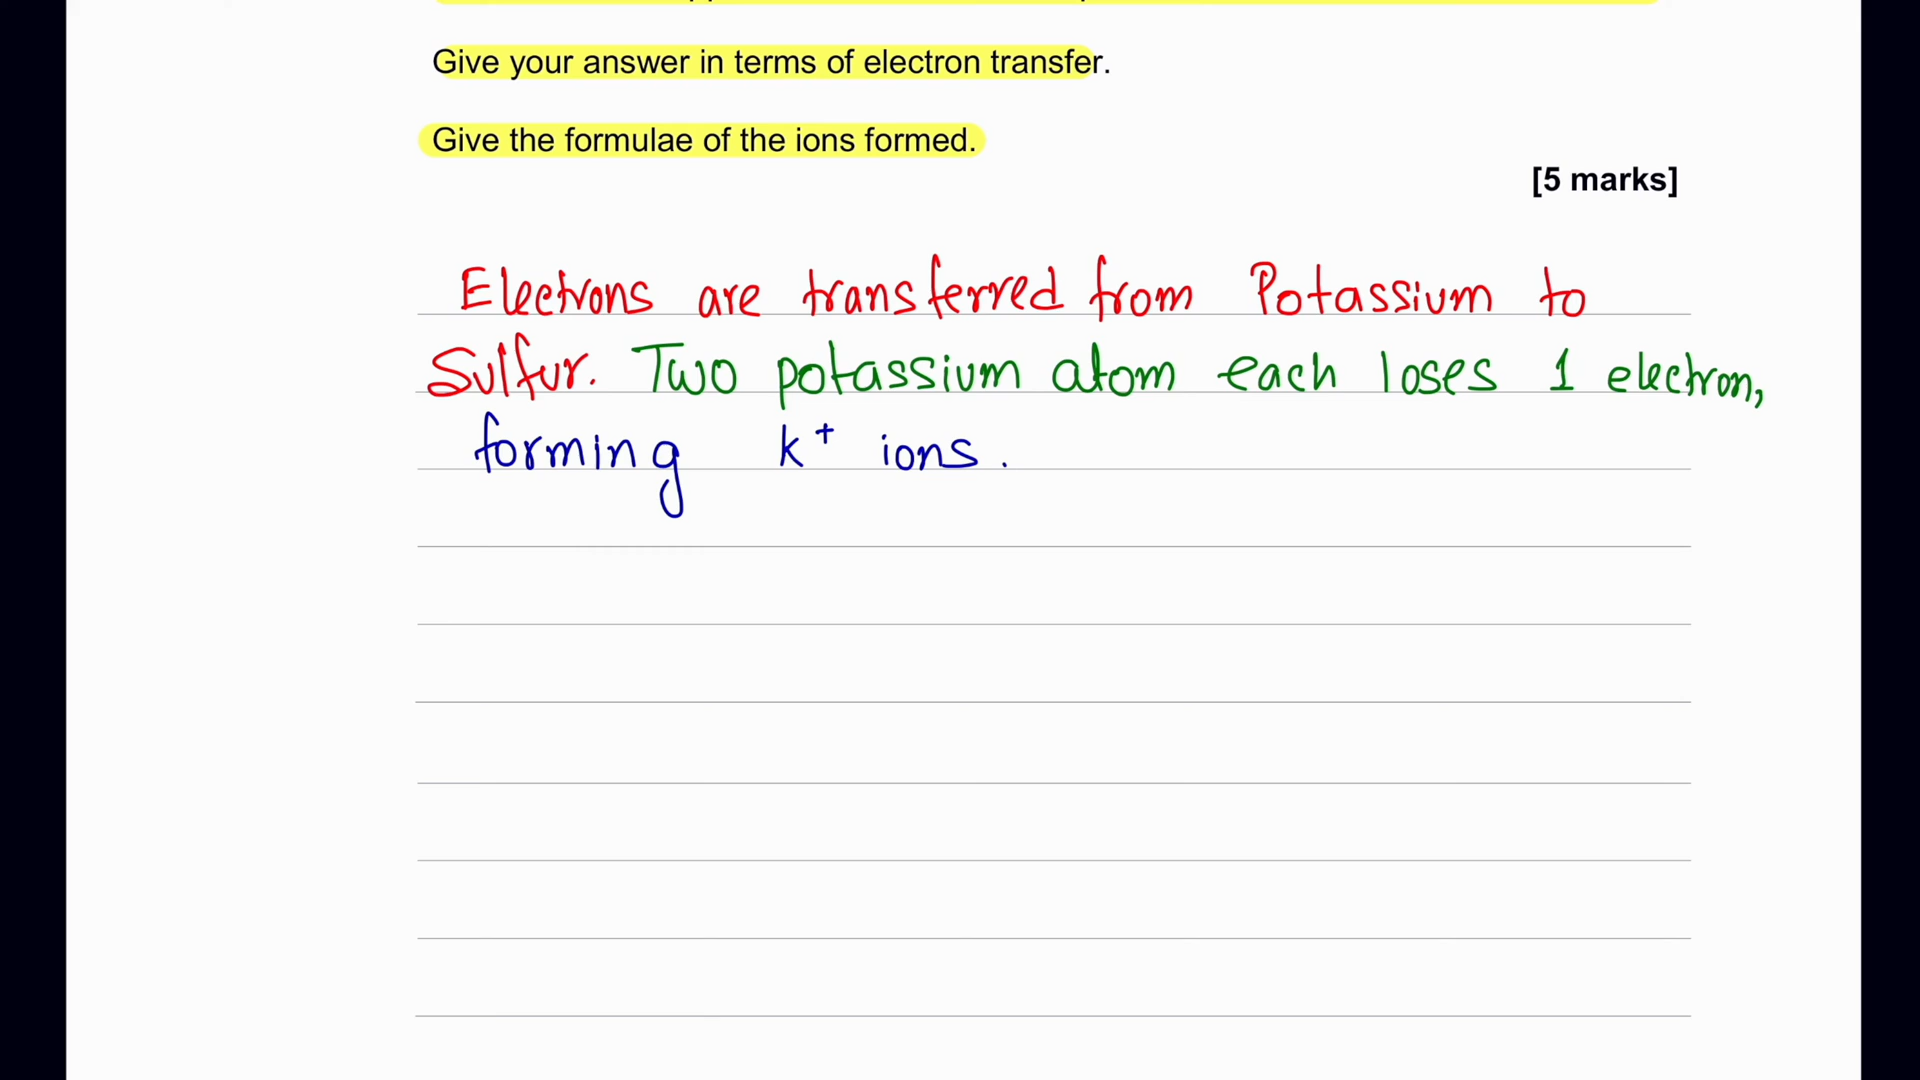 Give your answer in terms of electron transfer.
Give the formulae of the ions formed.
[5 marks]
Electrons are transferred from Potassium to
Sulfur. Two potassium atom each loses 1 electron,
forming k⁺ ions.